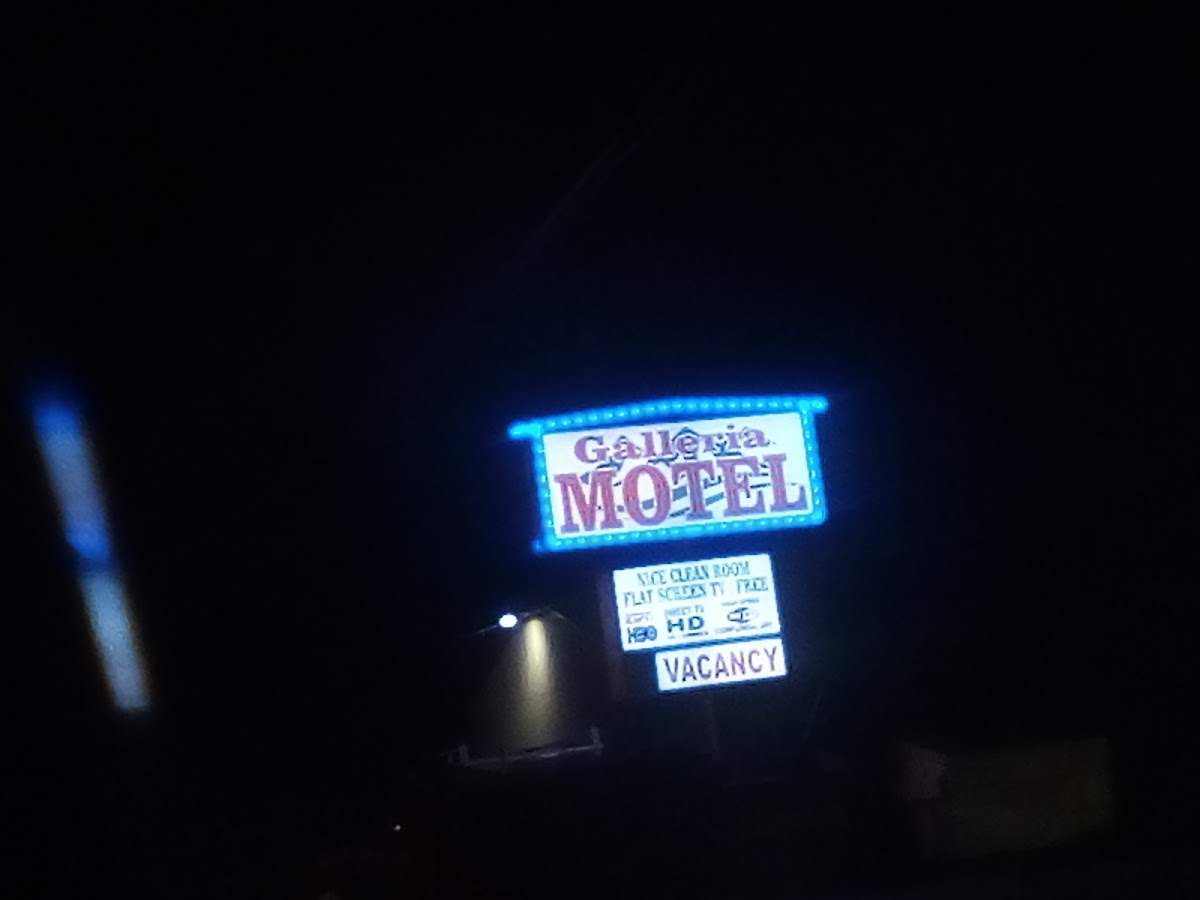 Galleria
MOTEL
NICE CLEAN ROOM
FLAT SCREEN TV FREE
HBO HD
VACANCY